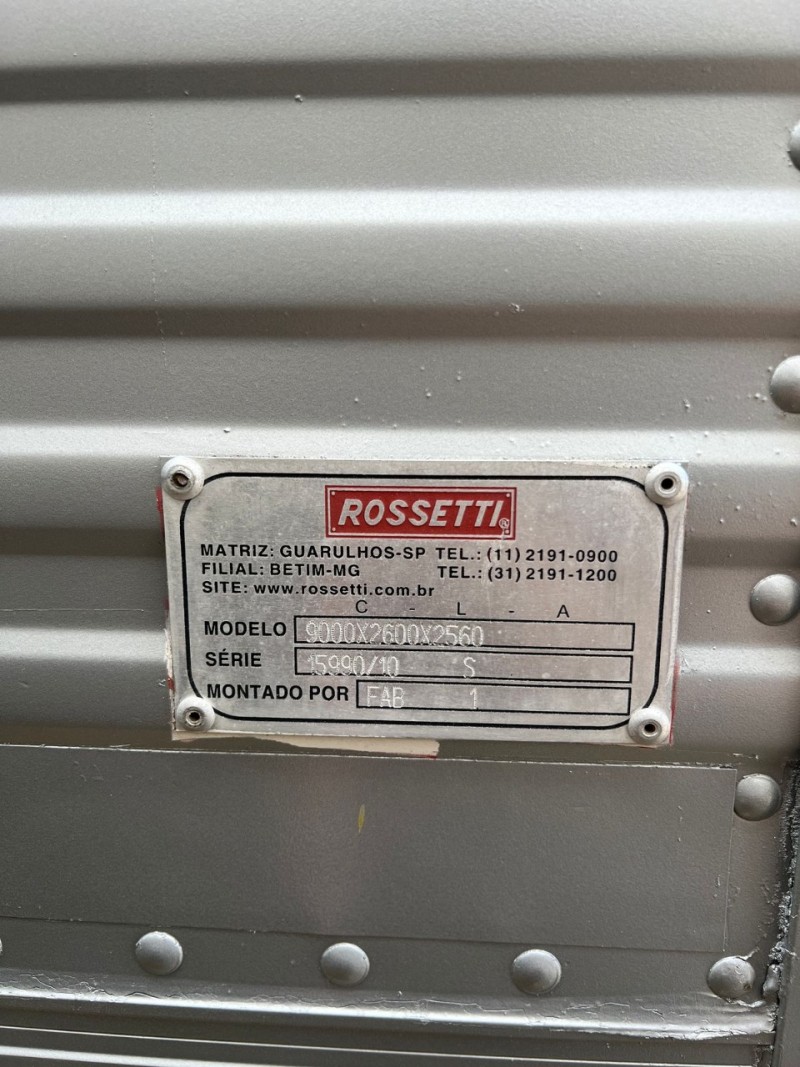 ROSSETTI®
MATRIZ: GUARULHOS-SP TEL.: (11) 2191-0900
FILIAL: BETIM-MG TEL.: (31) 2191-1200
SITE: www.rossetti.com.br
C - L - A
MODELO 9000X2600X2560
SÉRIE 15990/10 S
MONTADO POR FAB 1